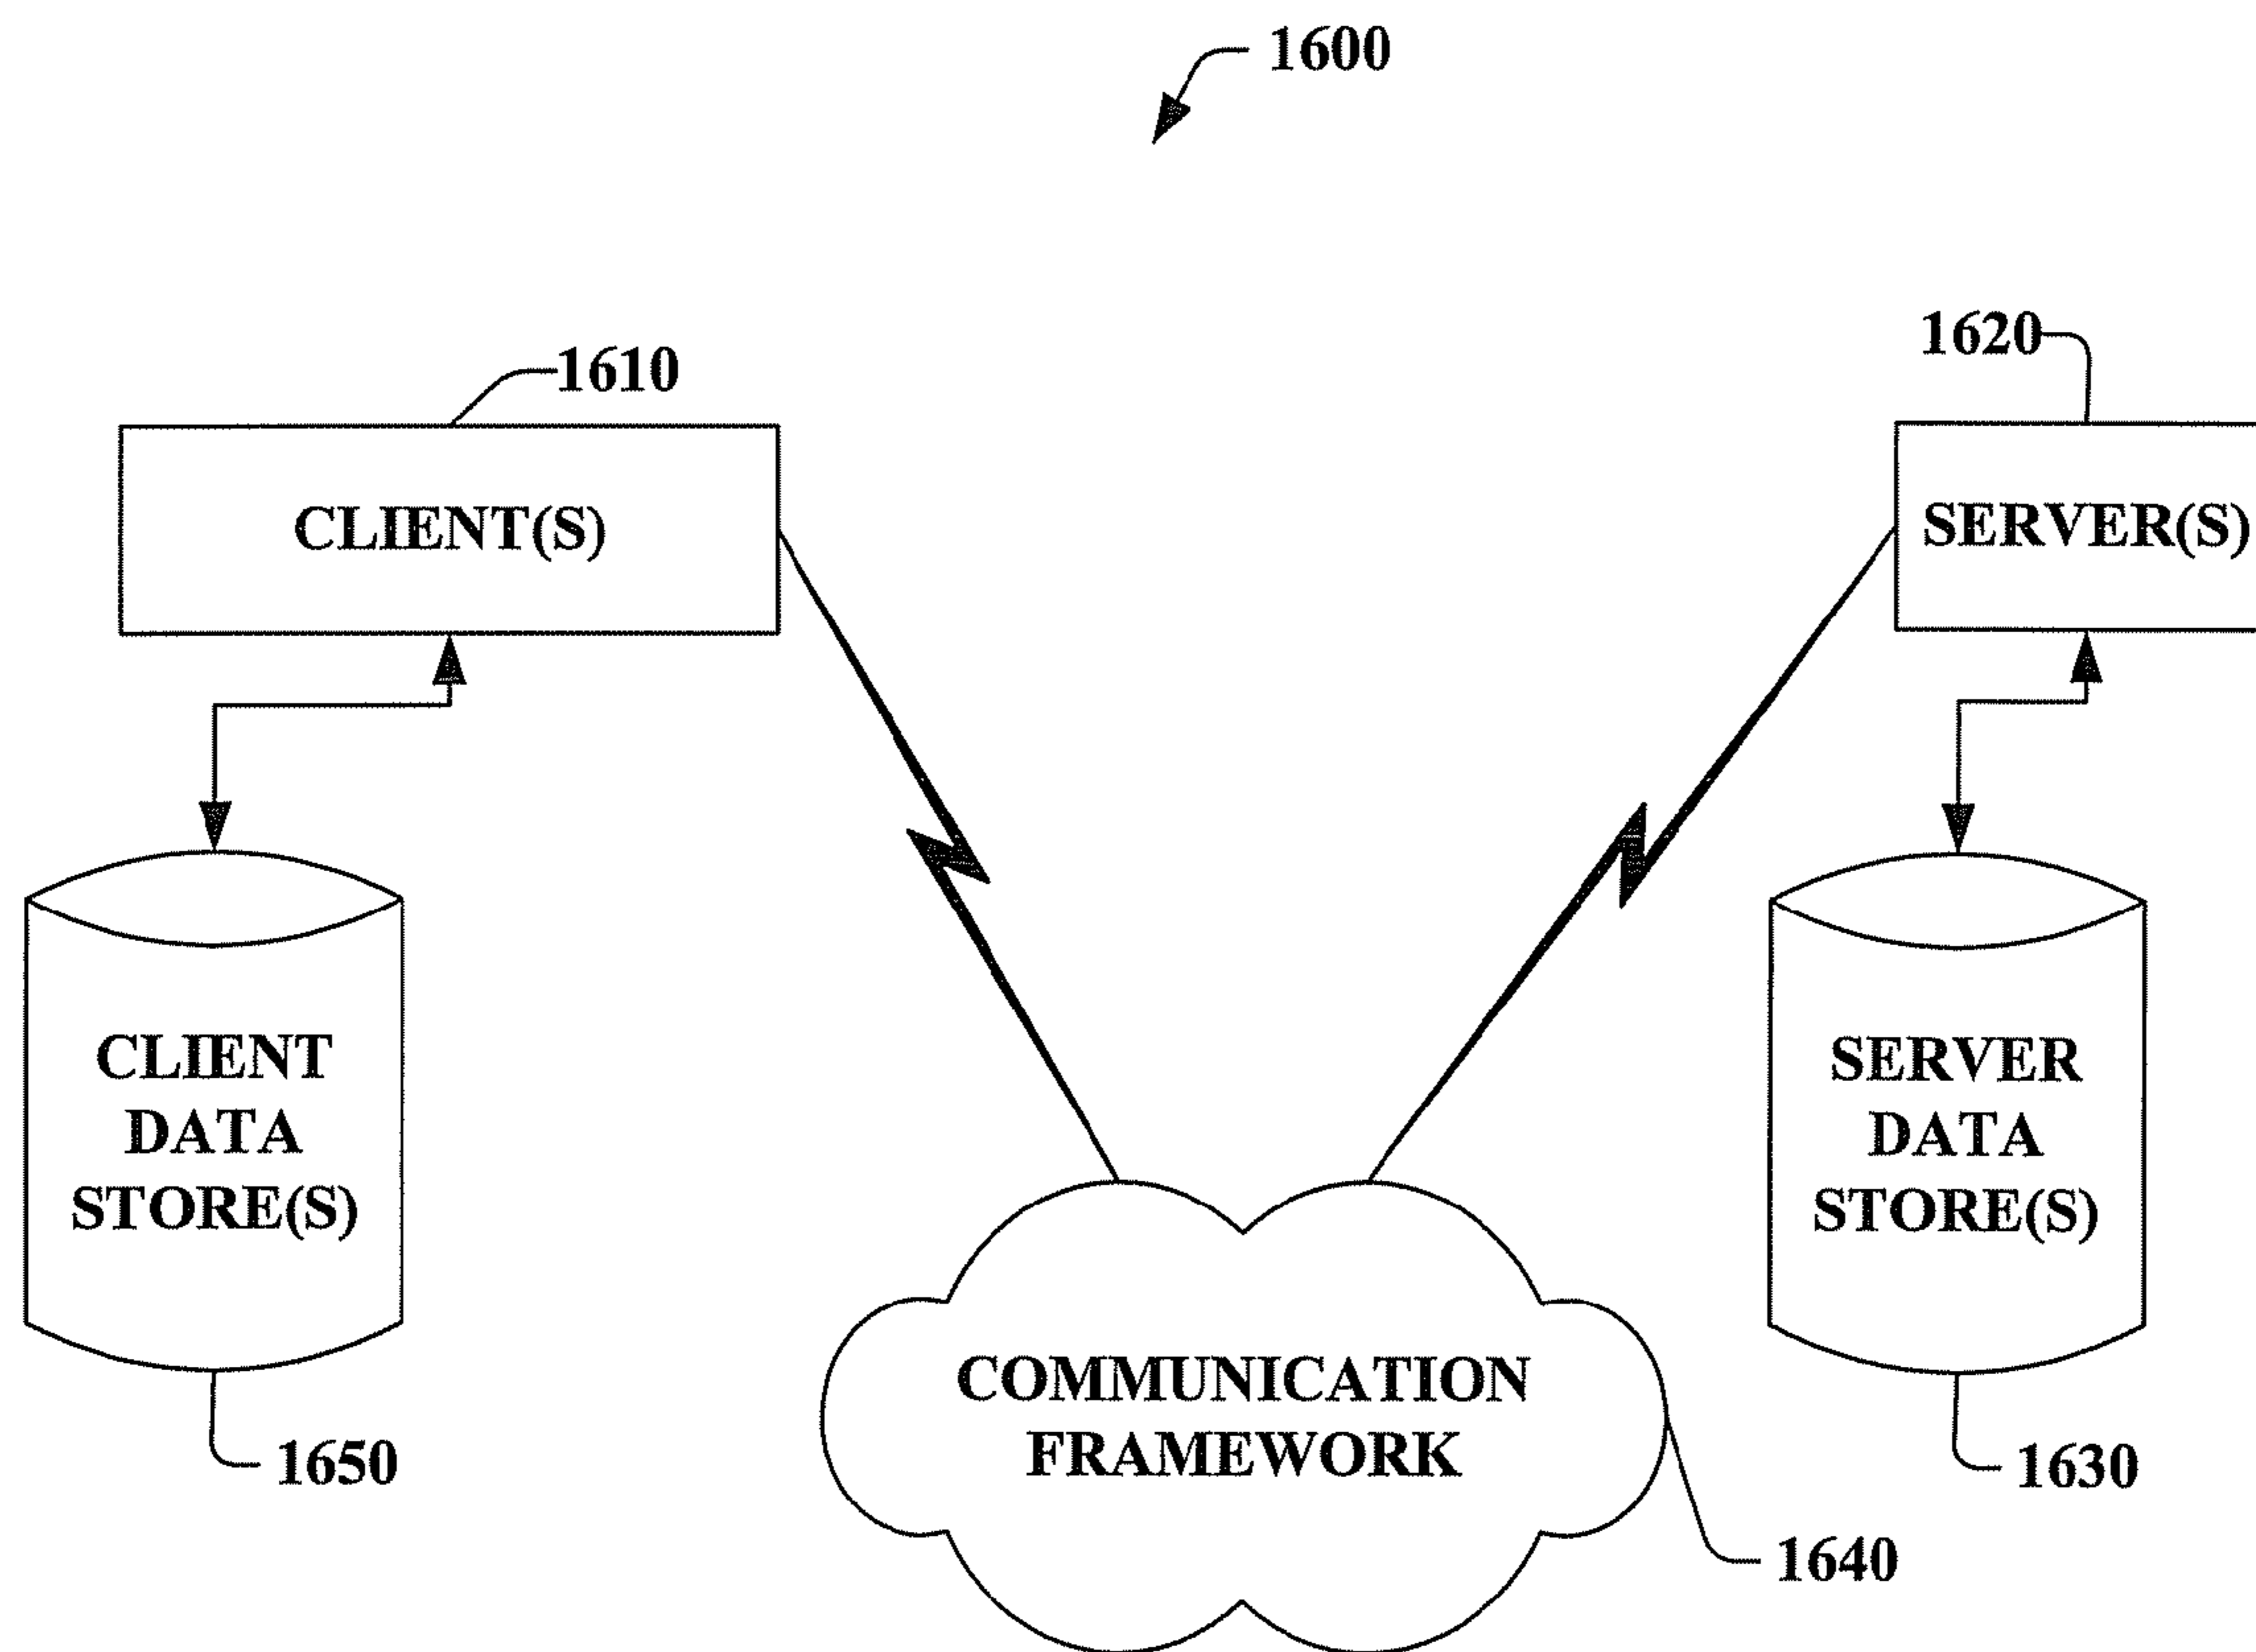 1600
1610
1620
CLIENT(S)
SERVER(S)
CLIENT
DATA
STORE(S)
SERVER
DATA
STORE(S)
COMMUNICATION
FRAMEWORK
1650
1630
1640